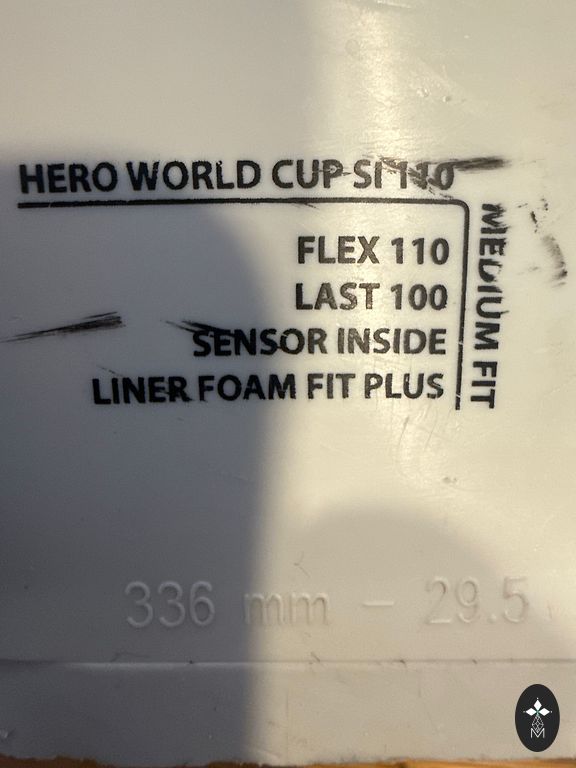 HERO WORLD CUP SI 110
FLEX 110
LAST 100
SENSOR INSIDE
LINER FOAM FIT PLUS
MEDIUM FIT
336 mm - 29.5
M